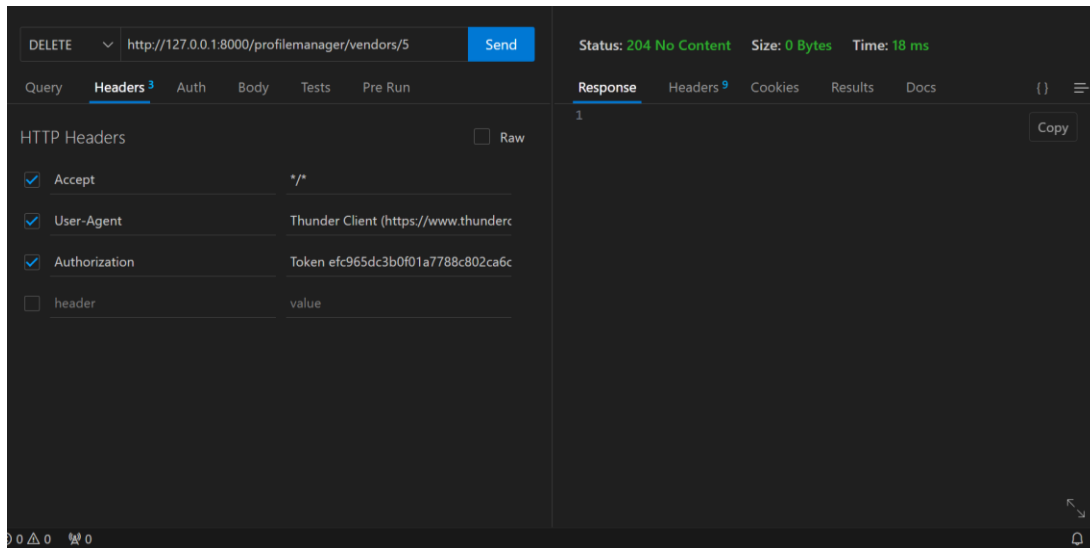 DELETE http://127.0.0.1:8000/profilemanager/vendors/5 Send
Query Headers 3 Auth Body Tests Pre Run
HTTP Headers Raw
Accept */*
User-Agent Thunder Client (https://www.thunderc
Authorization Token efc965dc3b0f01a7788c802ca6c
header value
Status: 204 No Content Size: 0 Bytes Time: 18 ms
Response Headers 9 Cookies Results Docs {}
1
Copy
0 0 0